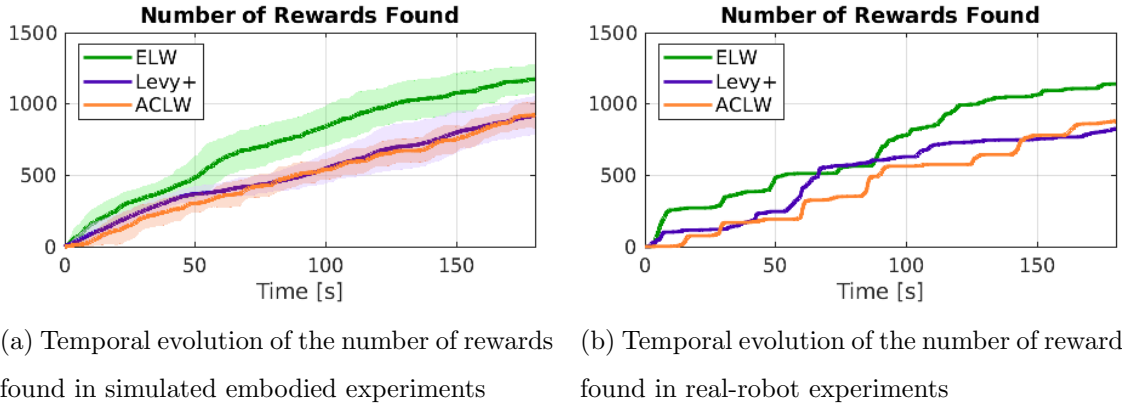 Number of Rewards Found
1500
1000
500
0
ELW
Levy+
ACLW
0 50 100 150
Time [s]
(a) Temporal evolution of the number of rewards
found in simulated embodied experiments
Number of Rewards Found
1500
1000
500
0
ELW
Levy+
ACLW
0 50 100 150
Time [s]
(b) Temporal evolution of the number of reward
found in real-robot experiments